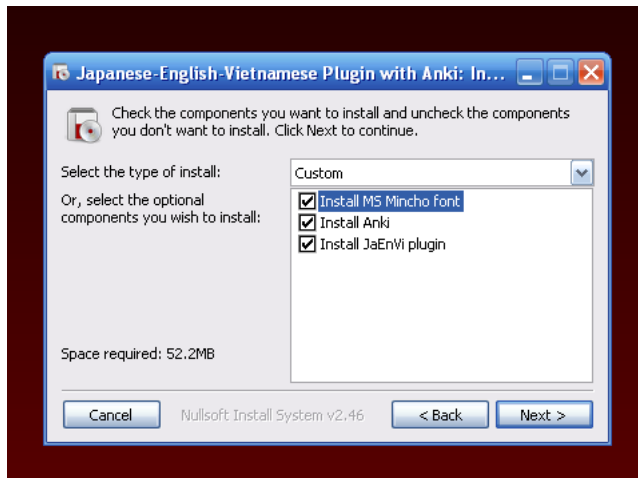 Japanese-English-Vietnamese Plugin with Anki: In...
Check the components you want to install and uncheck the components
you don't want to install. Click Next to continue.
Select the type of install:
Custom
Or, select the optional
components you wish to install:
Install MS Mincho font
Install Anki
Install JaEnVi plugin
Space required: 52.2MB
Cancel
Nullsoft Install System v2.46
< Back
Next >